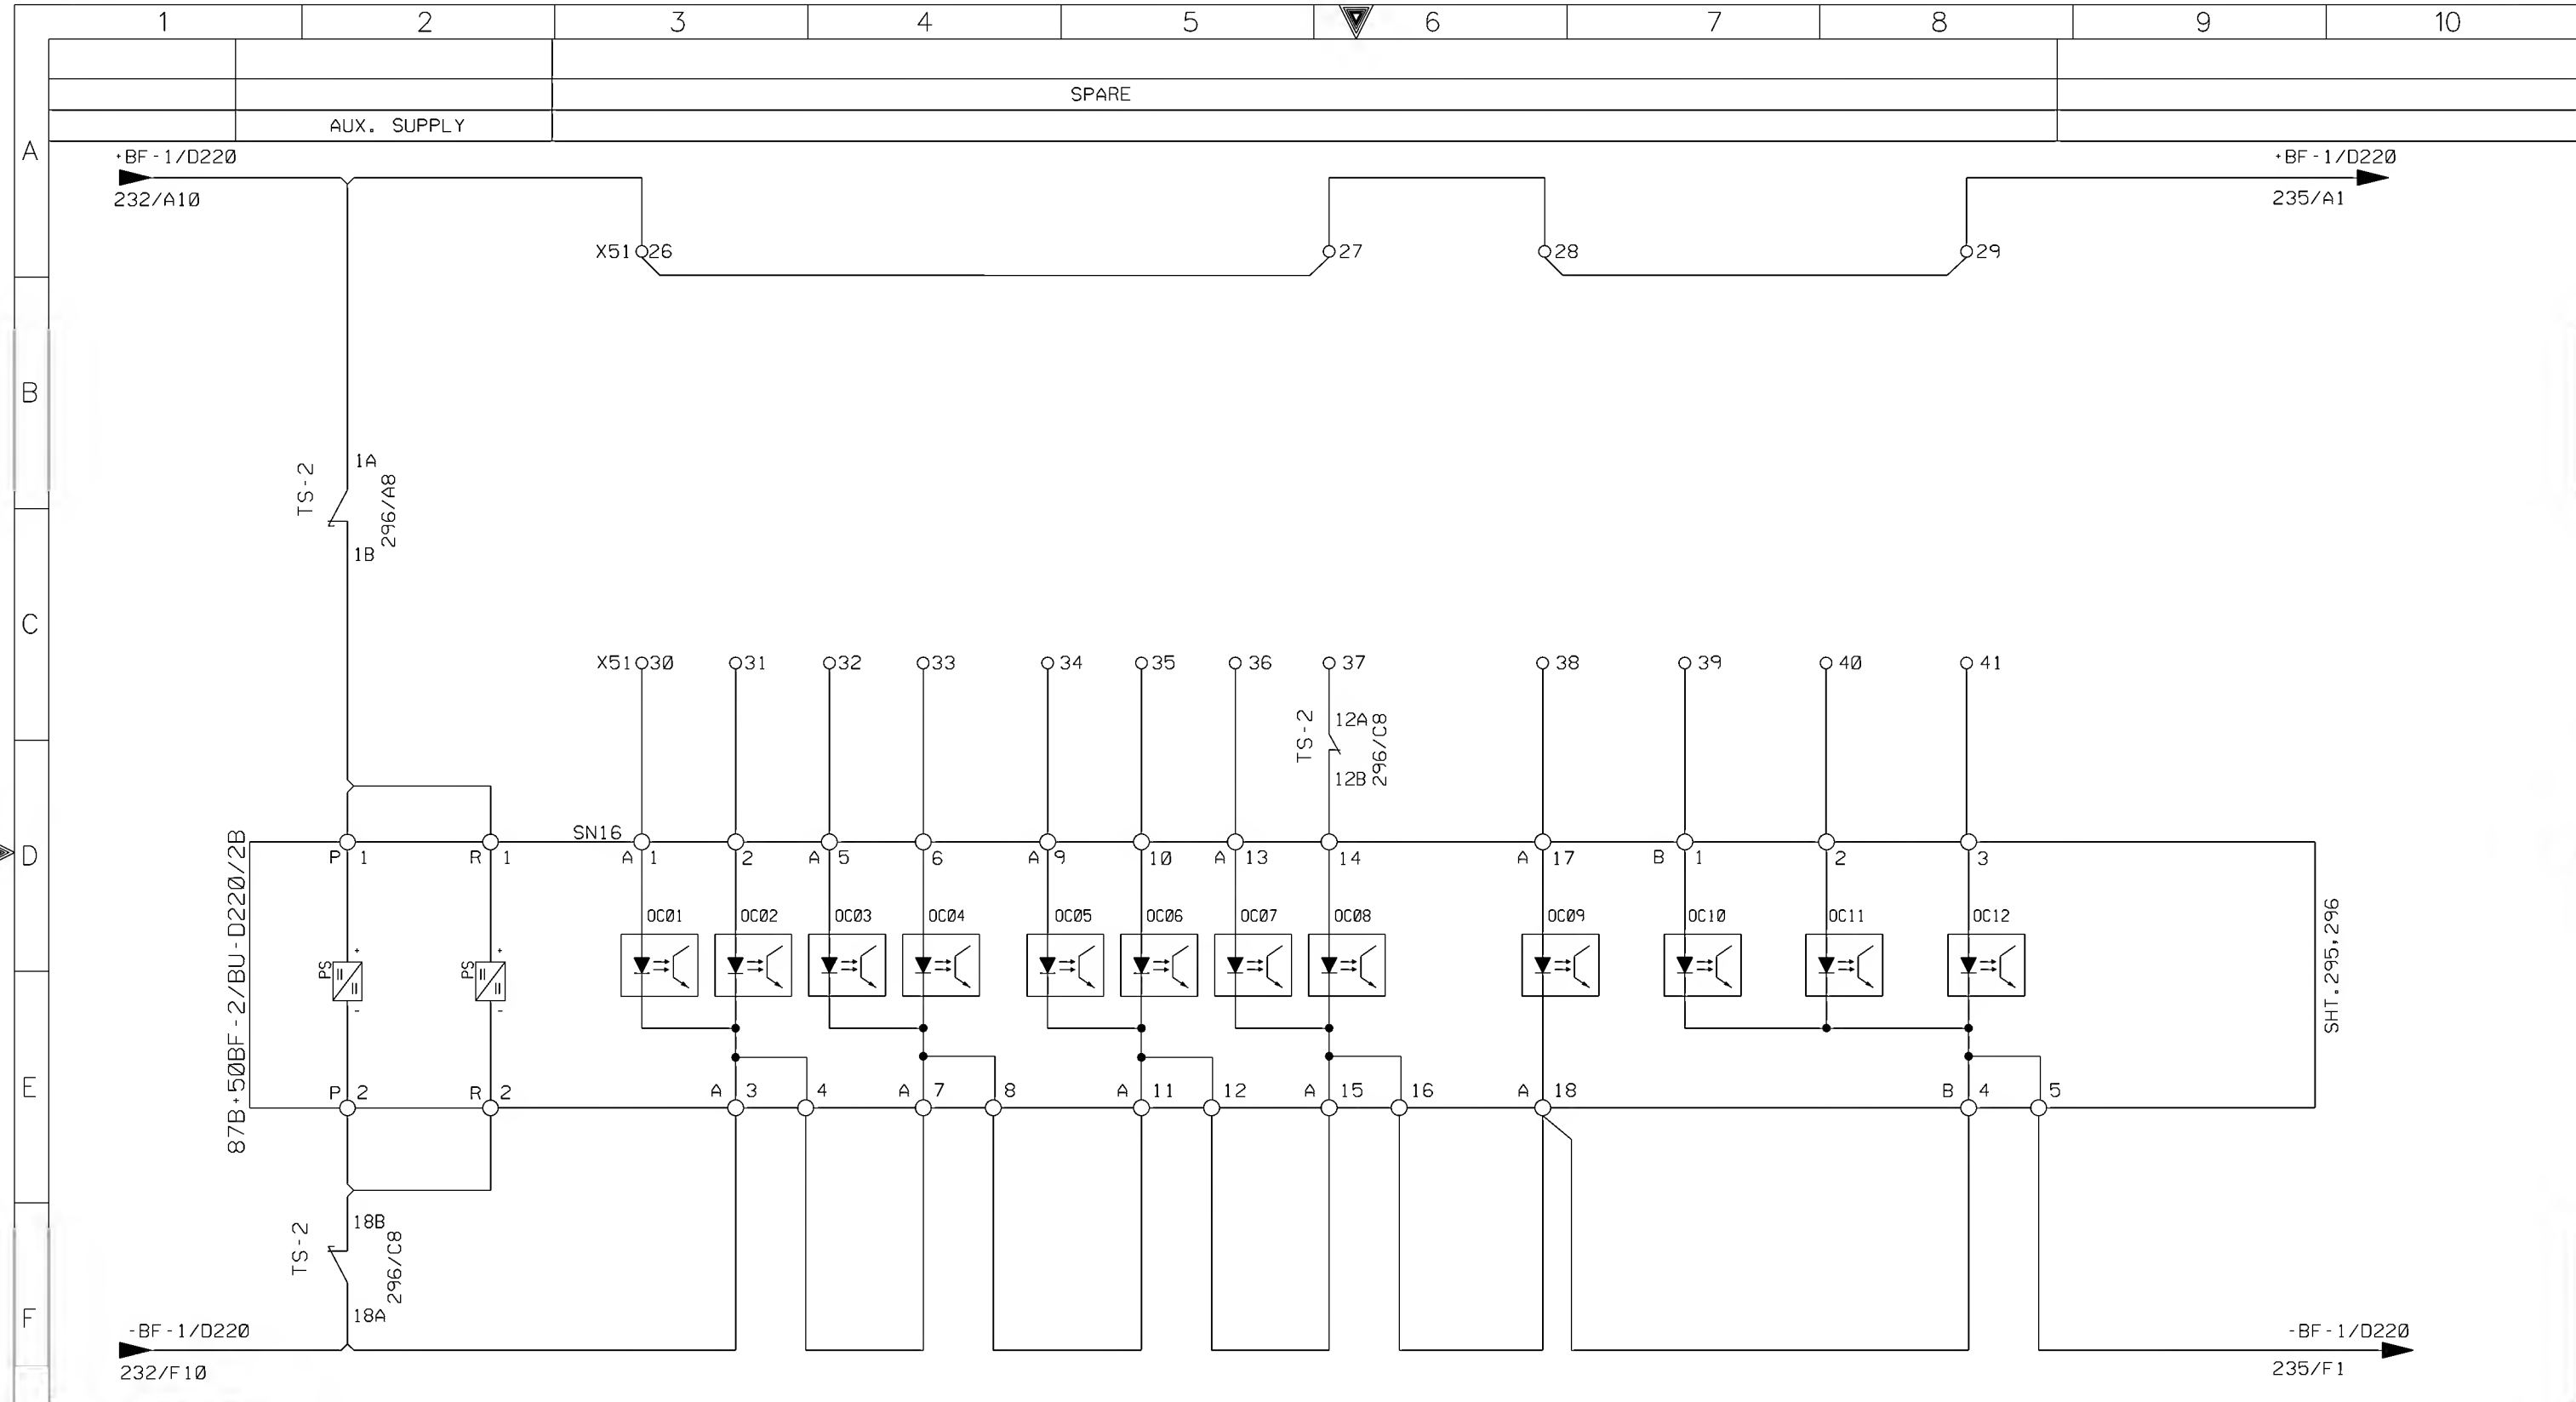 1 2 3 4 5 6 7 8 9 10
SPARE
AUX. SUPPLY
A
+BF-1/D220
+BF-1/D220
232/A10
235/A1
X51 26 27 28 29
B
1A
TS-2
296/A8
1B
C
X51 30 31 32 33 34 35 36 37 38 39 40 41
TS-2
12A
296/C8
12B
D
87B+50BF-2/BU-D220/2B
SN16
P 1 R 1 A 1 2 A 5 6 A 9 10 A 13 14 A 17 B 1 2 3
OC01 OC02 OC03 OC04 OC05 OC06 OC07 OC08 OC09 OC10 OC11 OC12
+ +
PS PS
- -
SHT.295,296
E
P 2 R 2 A 3 4 A 7 8 A 11 12 A 15 16 A 18 B 4 5
18B
TS-2
296/C8
18A
F
-BF-1/D220
-BF-1/D220
232/F10
235/F1